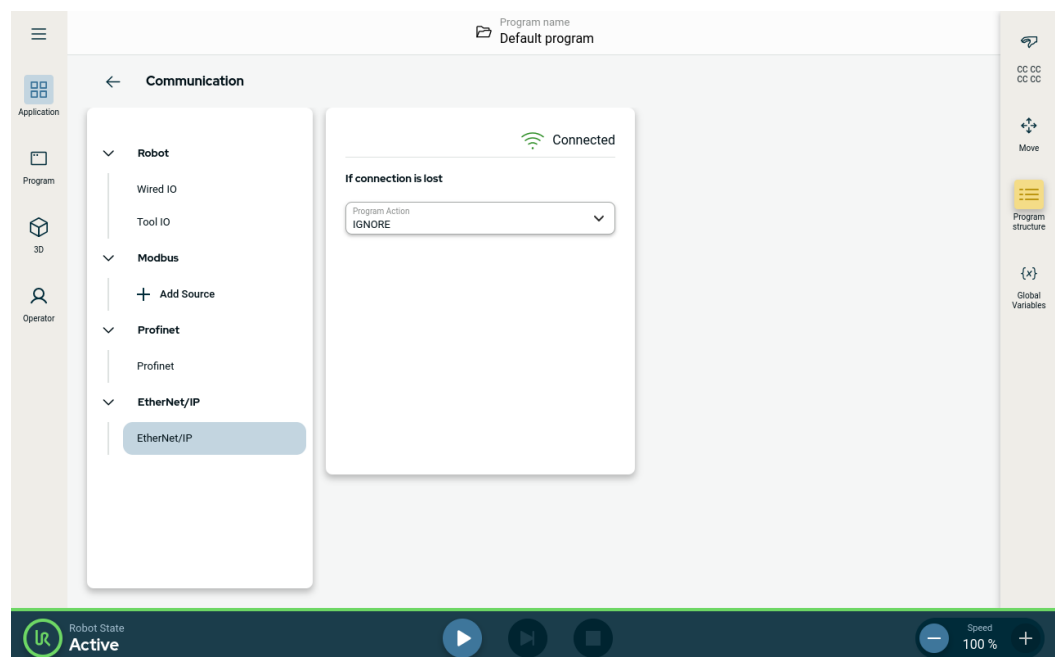 Program name
Default program
Communication
Application
Program
3D
Operator
Robot
Wired IO
Tool IO
Modbus
Add Source
Profinet
Profinet
EtherNet/IP
EtherNet/IP
Connected
If connection is lost
Program Action
IGNORE
CC CC
CC CC
Move
Program
structure
{x}
Global
Variables
UR
Robot State
Active
Speed
100 %